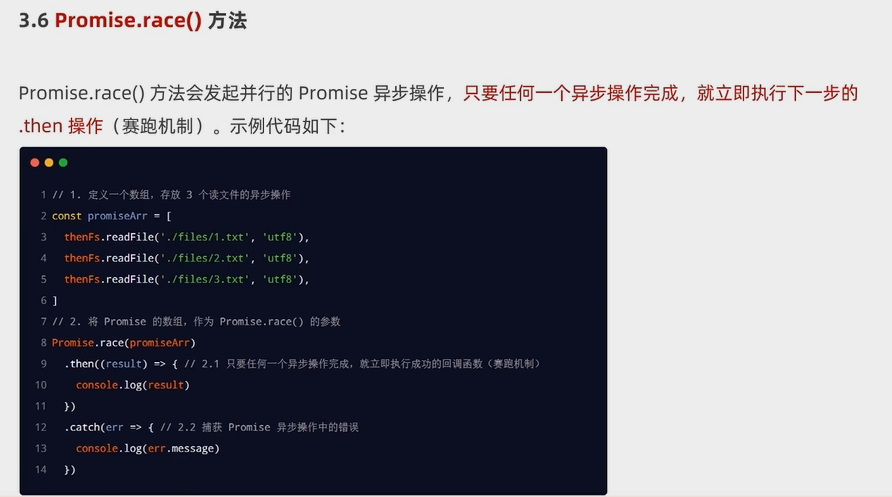 3.6 Promise.race() 方法
Promise.race() 方法会发起并行的 Promise 异步操作，只要任何一个异步操作完成，就立即执行下一步的
.then 操作（赛跑机制）。示例代码如下：
1 // 1. 定义一个数组，存放 3 个读文件的异步操作
2 const promiseArr = [
3 thenFs.readFile('./files/1.txt', 'utf8'),
4 thenFs.readFile('./files/2.txt', 'utf8'),
5 thenFs.readFile('./files/3.txt', 'utf8'),
6 ]
7 // 2. 将 Promise 的数组，作为 Promise.race() 的参数
8 Promise.race(promiseArr)
9 .then((result) => { // 2.1 只要任何一个异步操作完成，就立即执行成功的回调函数（赛跑机制）
10 console.log(result)
11 })
12 .catch(err => { // 2.2 捕获 Promise 异步操作中的错误
13 console.log(err.message)
14 })